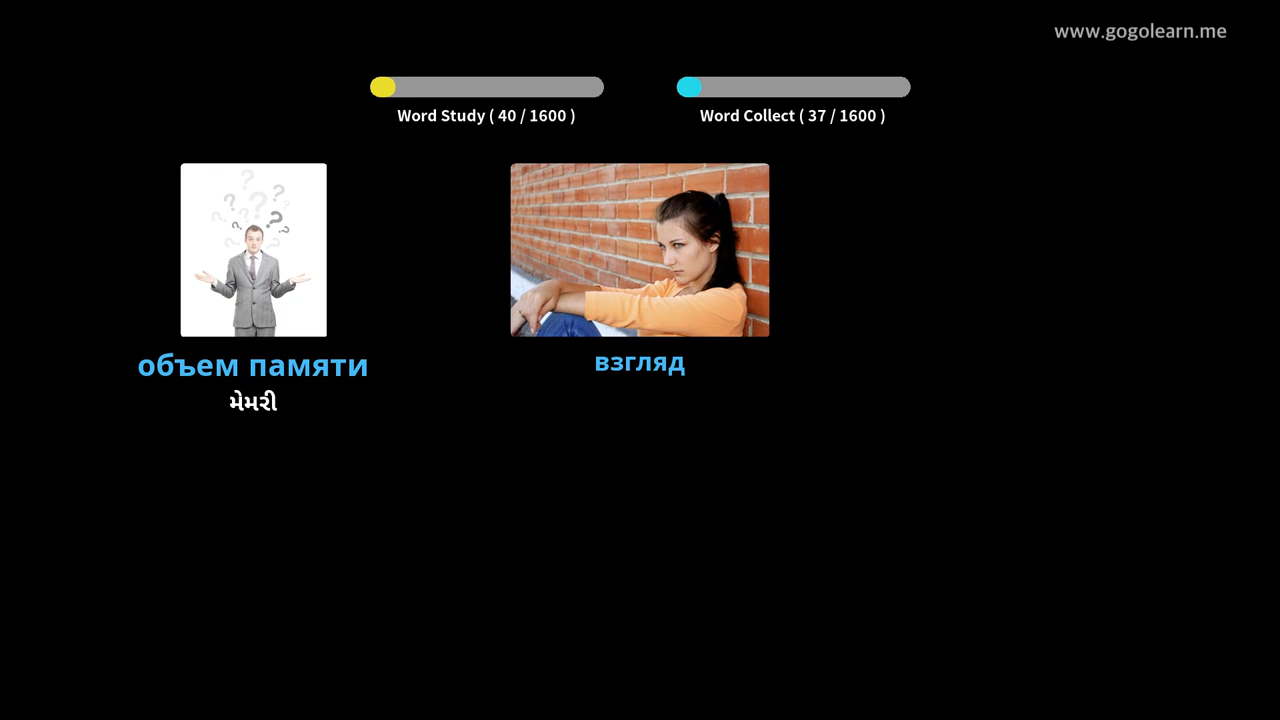 www.gogolearn.me
Word Study ( 40 / 1600 )
Word Collect ( 37 / 1600 )
объем памяти
મેમરી
взгляд